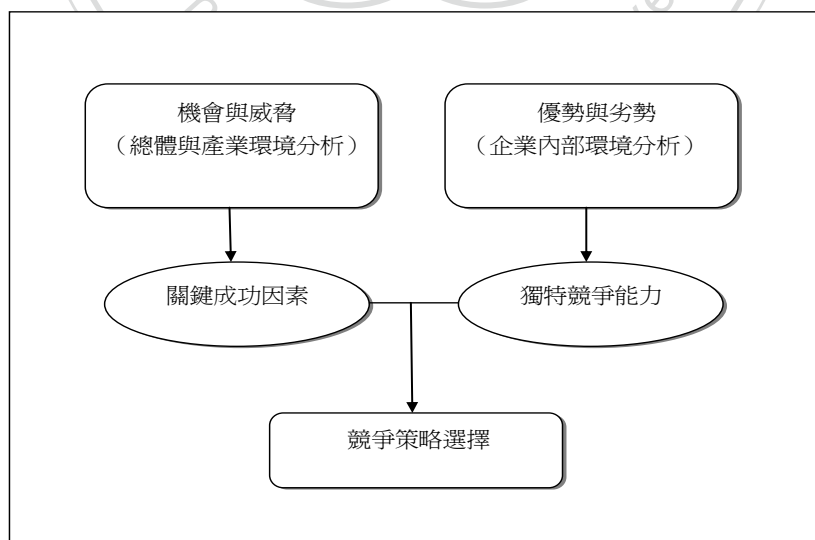 機會與威脅
（總體與產業環境分析）
優勢與劣勢
（企業內部環境分析）
關鍵成功因素
獨特競爭能力
競爭策略選擇